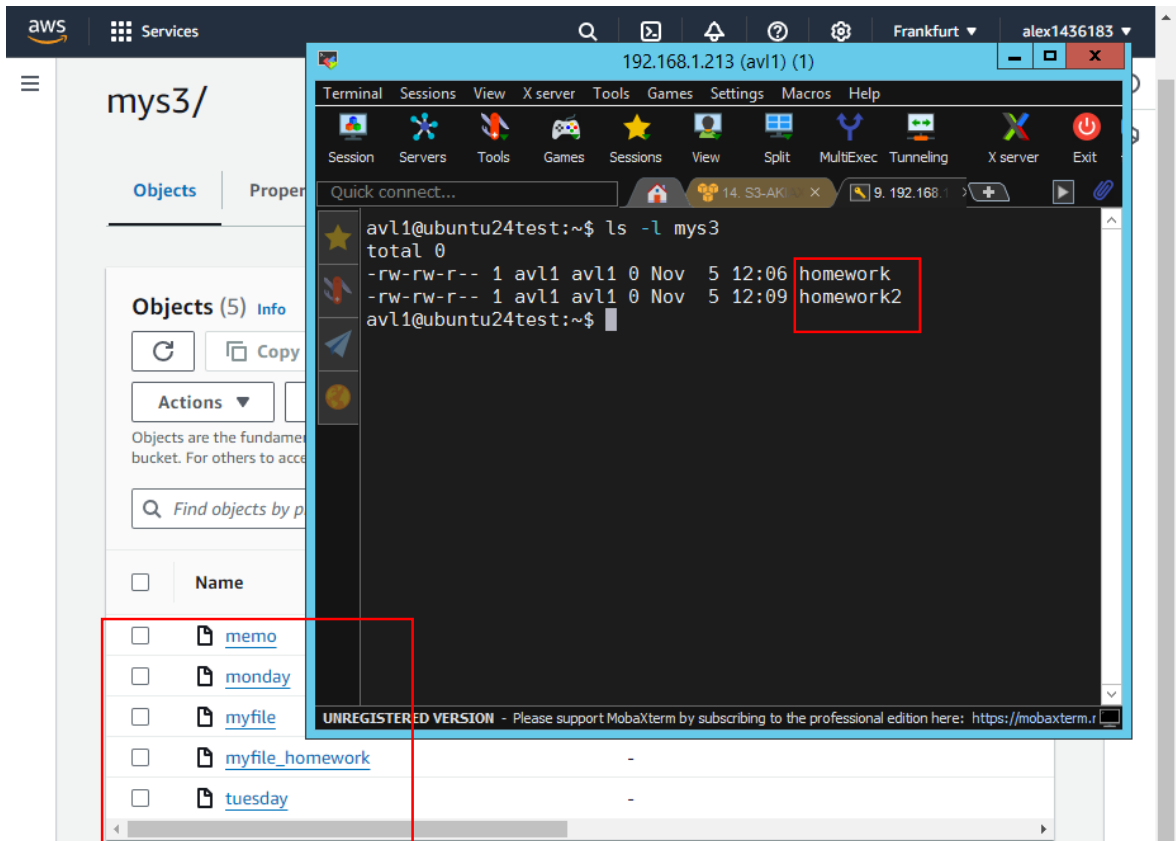 aws
Services
Frankfurt ▼
alex1436183 ▼
mys3/
Objects
Proper
Objects (5) Info
Copy
Actions ▼
Objects are the fundamen
bucket. For others to acce
Find objects by p
Name
memo
monday
myfile
myfile_homework
-
tuesday
-
192.168.1.213 (avl1) (1)
Terminal Sessions View X server Tools Games Settings Macros Help
Session Servers Tools Games Sessions View Split MultiExec Tunneling X server Exit
Quick connect...
14. S3-AKI
9. 192.168.1
avl1@ubuntu24test:~$ ls -l mys3
total 0
-rw-rw-r-- 1 avl1 avl1 0 Nov  5 12:06 homework
-rw-rw-r-- 1 avl1 avl1 0 Nov  5 12:09 homework2
avl1@ubuntu24test:~$
UNREGISTERED VERSION - Please support MobaXterm by subscribing to the professional edition here: https://mobaxterm.r